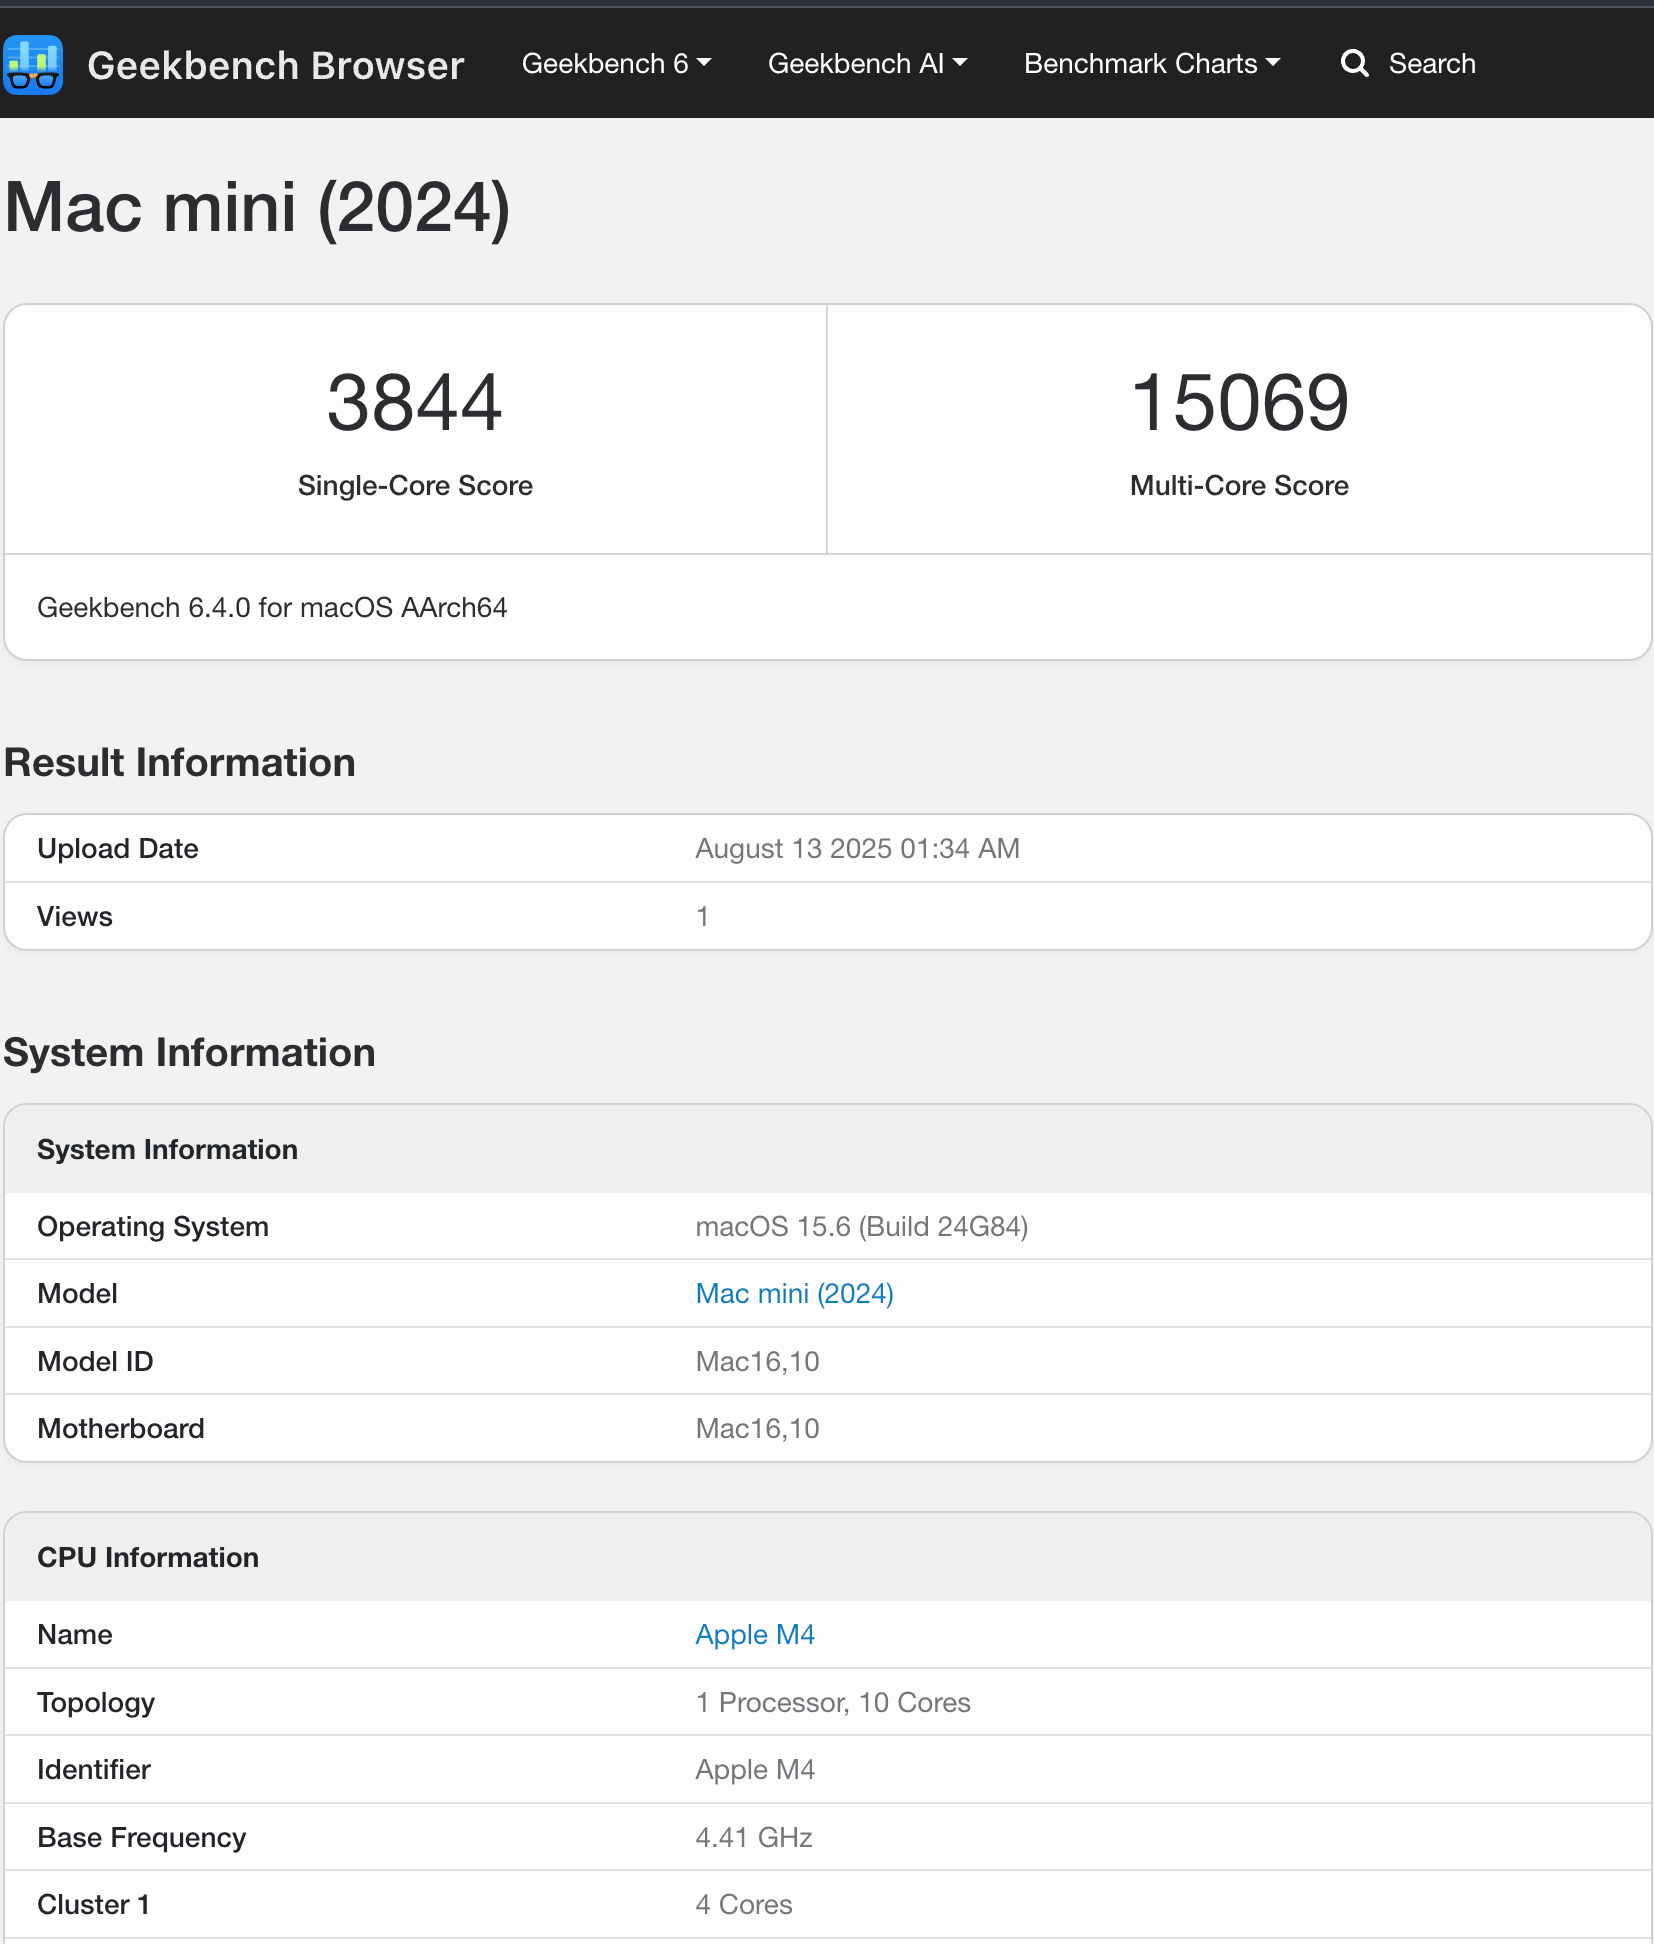 Geekbench Browser Geekbench 6 Geekbench AI Benchmark Charts Search
Mac mini (2024)
3844 15069
Single-Core Score Multi-Core Score
Geekbench 6.4.0 for macOS AArch64
Result Information
Upload Date August 13 2025 01:34 AM
Views 1
System Information
System Information
Operating System macOS 15.6 (Build 24G84)
Model Mac mini (2024)
Model ID Mac16,10
Motherboard Mac16,10
CPU Information
Name Apple M4
Topology 1 Processor, 10 Cores
Identifier Apple M4
Base Frequency 4.41 GHz
Cluster 1 4 Cores